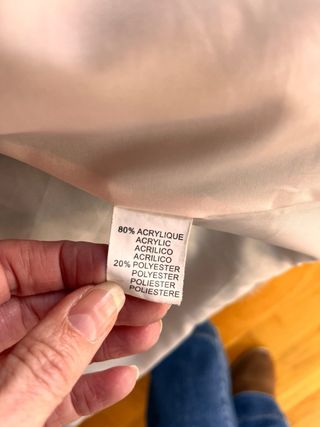 80% ACRYLIQUE
ACRYLIC
ACRILICO
ACRILICO
20% POLYESTER
POLYESTER
POLIESTER
POLIESTERE